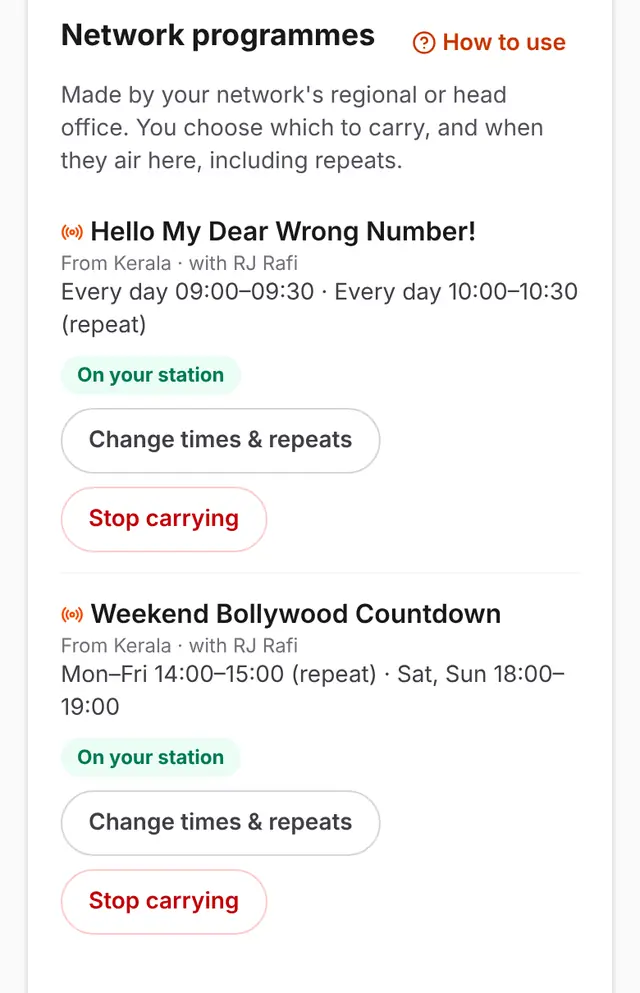 Network programmes
How to use
Made by your network's regional or head
office. You choose which to carry, and when
they air here, including repeats.
Hello My Dear Wrong Number!
From Kerala · with RJ Rafi
Every day 09:00–09:30 · Every day 10:00–10:30
(repeat)
On your station
Change times & repeats
Stop carrying
Weekend Bollywood Countdown
From Kerala · with RJ Rafi
Mon–Fri 14:00–15:00 (repeat) · Sat, Sun 18:00–
19:00
On your station
Change times & repeats
Stop carrying